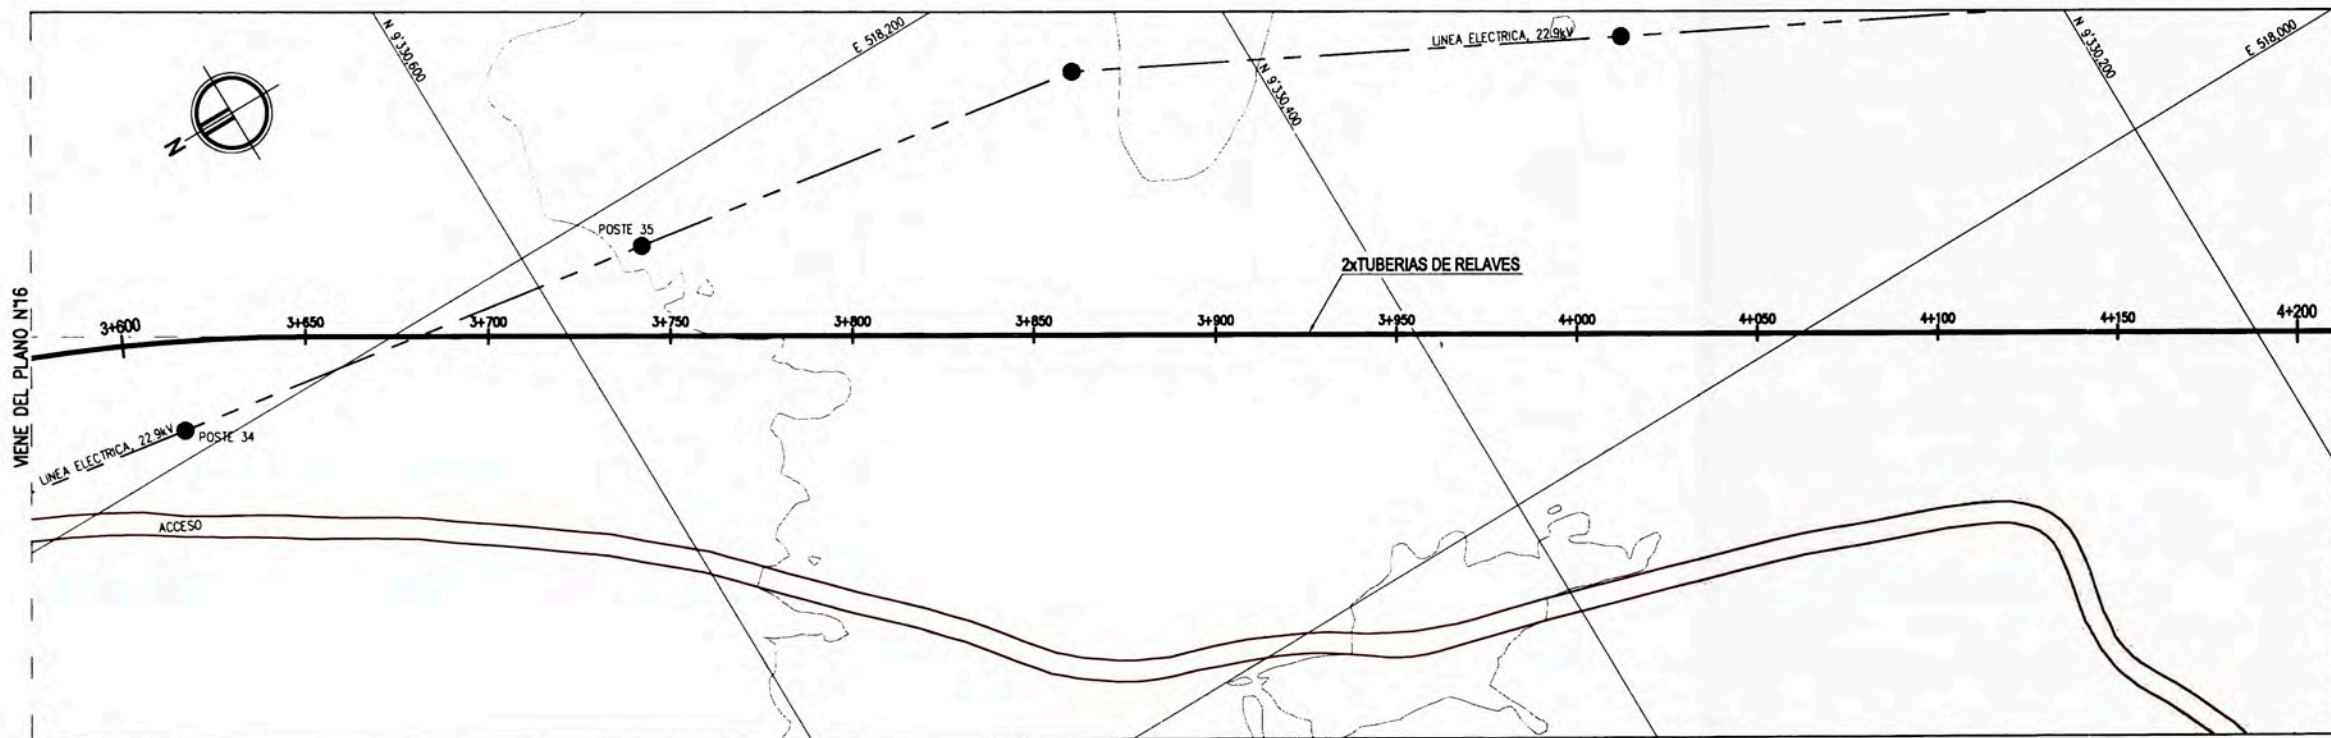 N 9'330,600
E 518,200
LINEA ELECTRICA, 22.9kV
N 9'330,400
N 9'330,200
E 518,000
N
POSTE 35
2xTUBERIAS DE RELAVES
VIENE DEL PLANO N°16
3+600
3+650
3+700
3+750
3+800
3+850
3+900
3+950
4+000
4+050
4+100
4+150
4+200
LINEA ELECTRICA, 22.9kV
POSTE 34
ACCESO